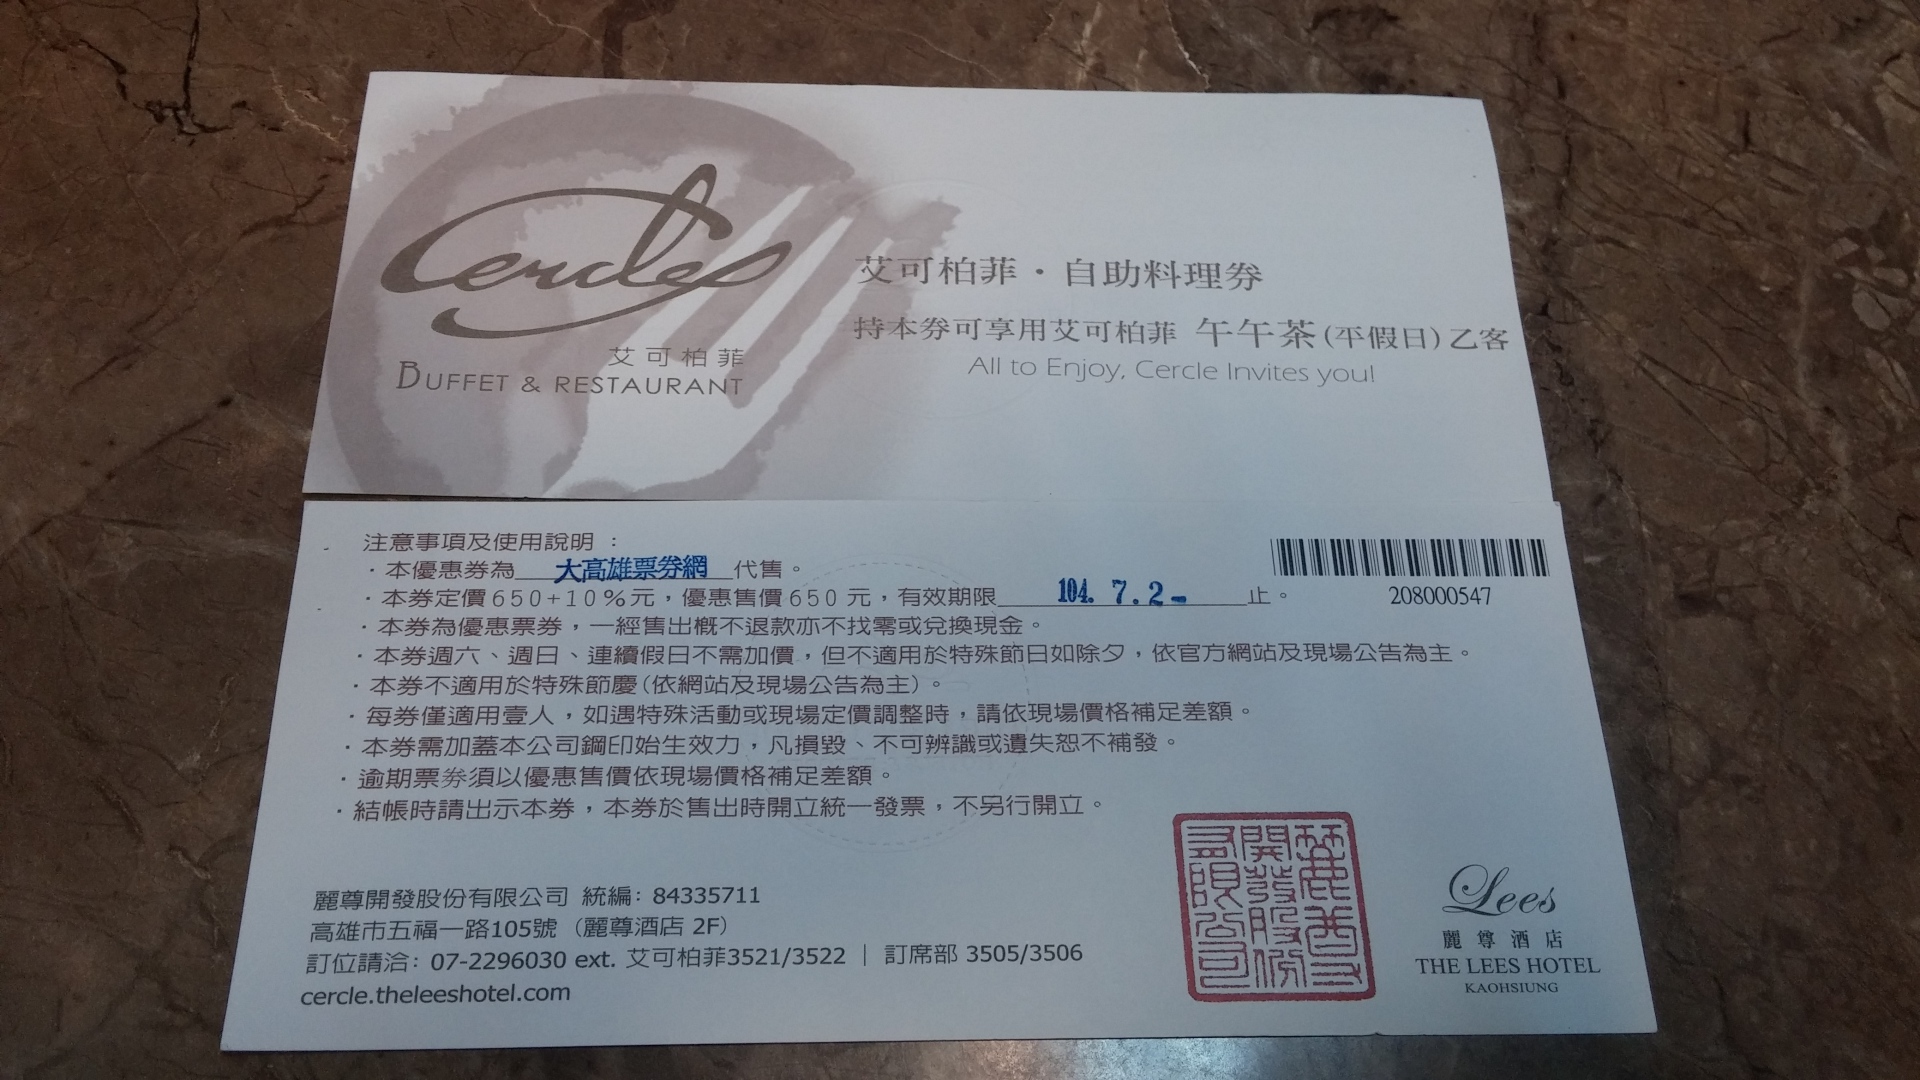 Cercle
艾可柏菲
BUFFET & RESTAURANT
艾可柏菲・自助料理券
持本券可享用艾可柏菲 午午茶(平假日)乙客
All to Enjoy, Cercle Invites you!
注意事項及使用說明：
・本優惠券為 大高雄票券網 代售。
・本券定價650+10%元，優惠售價650元，有效期限 104. 7. 2 - 止。
208000547
・本券為優惠票券，一經售出概不退款亦不找零或兌換現金。
・本券週六、週日、連續假日不需加價，但不適用於特殊節日如除夕，依官方網站及現場公告為主。
・本券不適用於特殊節慶(依網站及現場公告為主)。
・每券僅適用壹人，如遇特殊活動或現場定價調整時，請依現場價格補足差額。
・本券需加蓋本公司鋼印始生效力，凡損毀、不可辨識或遺失恕不補發。
・逾期票券須以優惠售價依現場價格補足差額。
・結帳時請出示本券，本券於售出時開立統一發票，不另行開立。
麗尊開發股份有限公司 統編: 84335711
高雄市五福一路105號 (麗尊酒店 2F)
訂位請洽: 07-2296030 ext. 艾可柏菲3521/3522 | 訂席部 3505/3506
cercle.theleeshotel.com
麗尊
開發股份
有限公司
Lees
麗尊酒店
THE LEES HOTEL
KAOHSIUNG